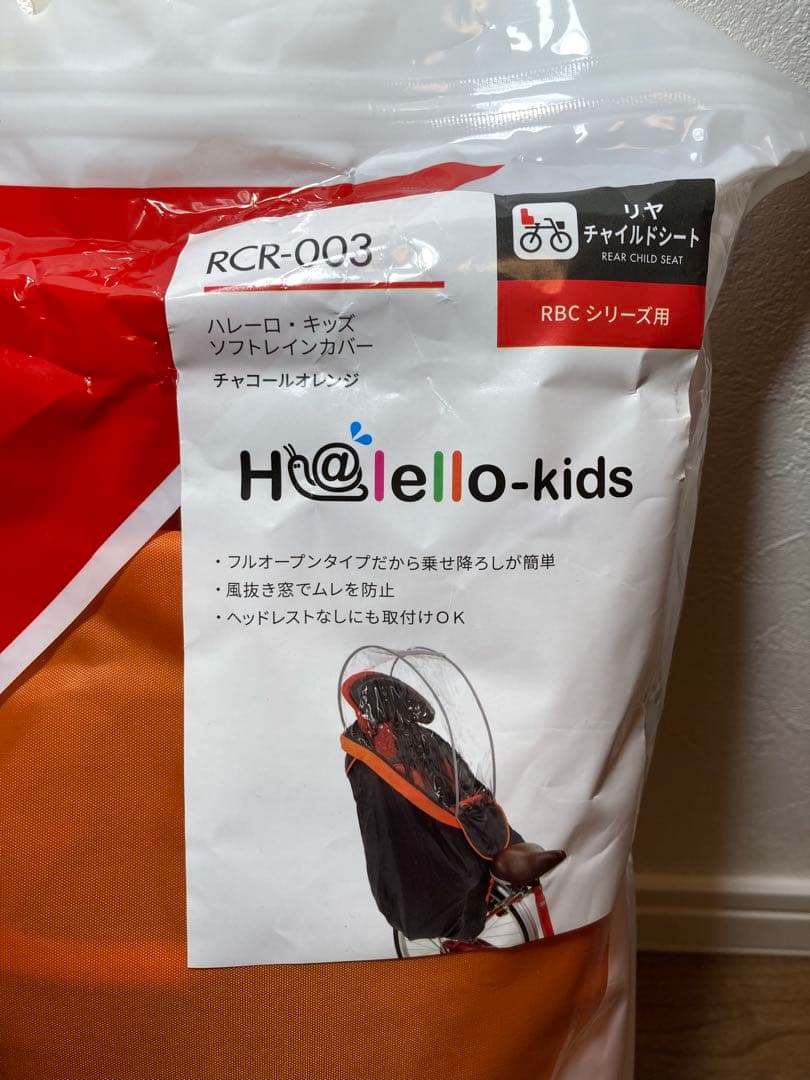 RCR-003
ハレーロ・キッズ
ソフトレインカバー
チャコールオレンジ
リヤ
チャイルドシート
REAR CHILD SEAT
RBC シリーズ用
H@lello-kids
・フルオープンタイプだから乗せ降ろしが簡単
・風抜き窓でムレを防止
・ヘッドレストなしにも取付けOK